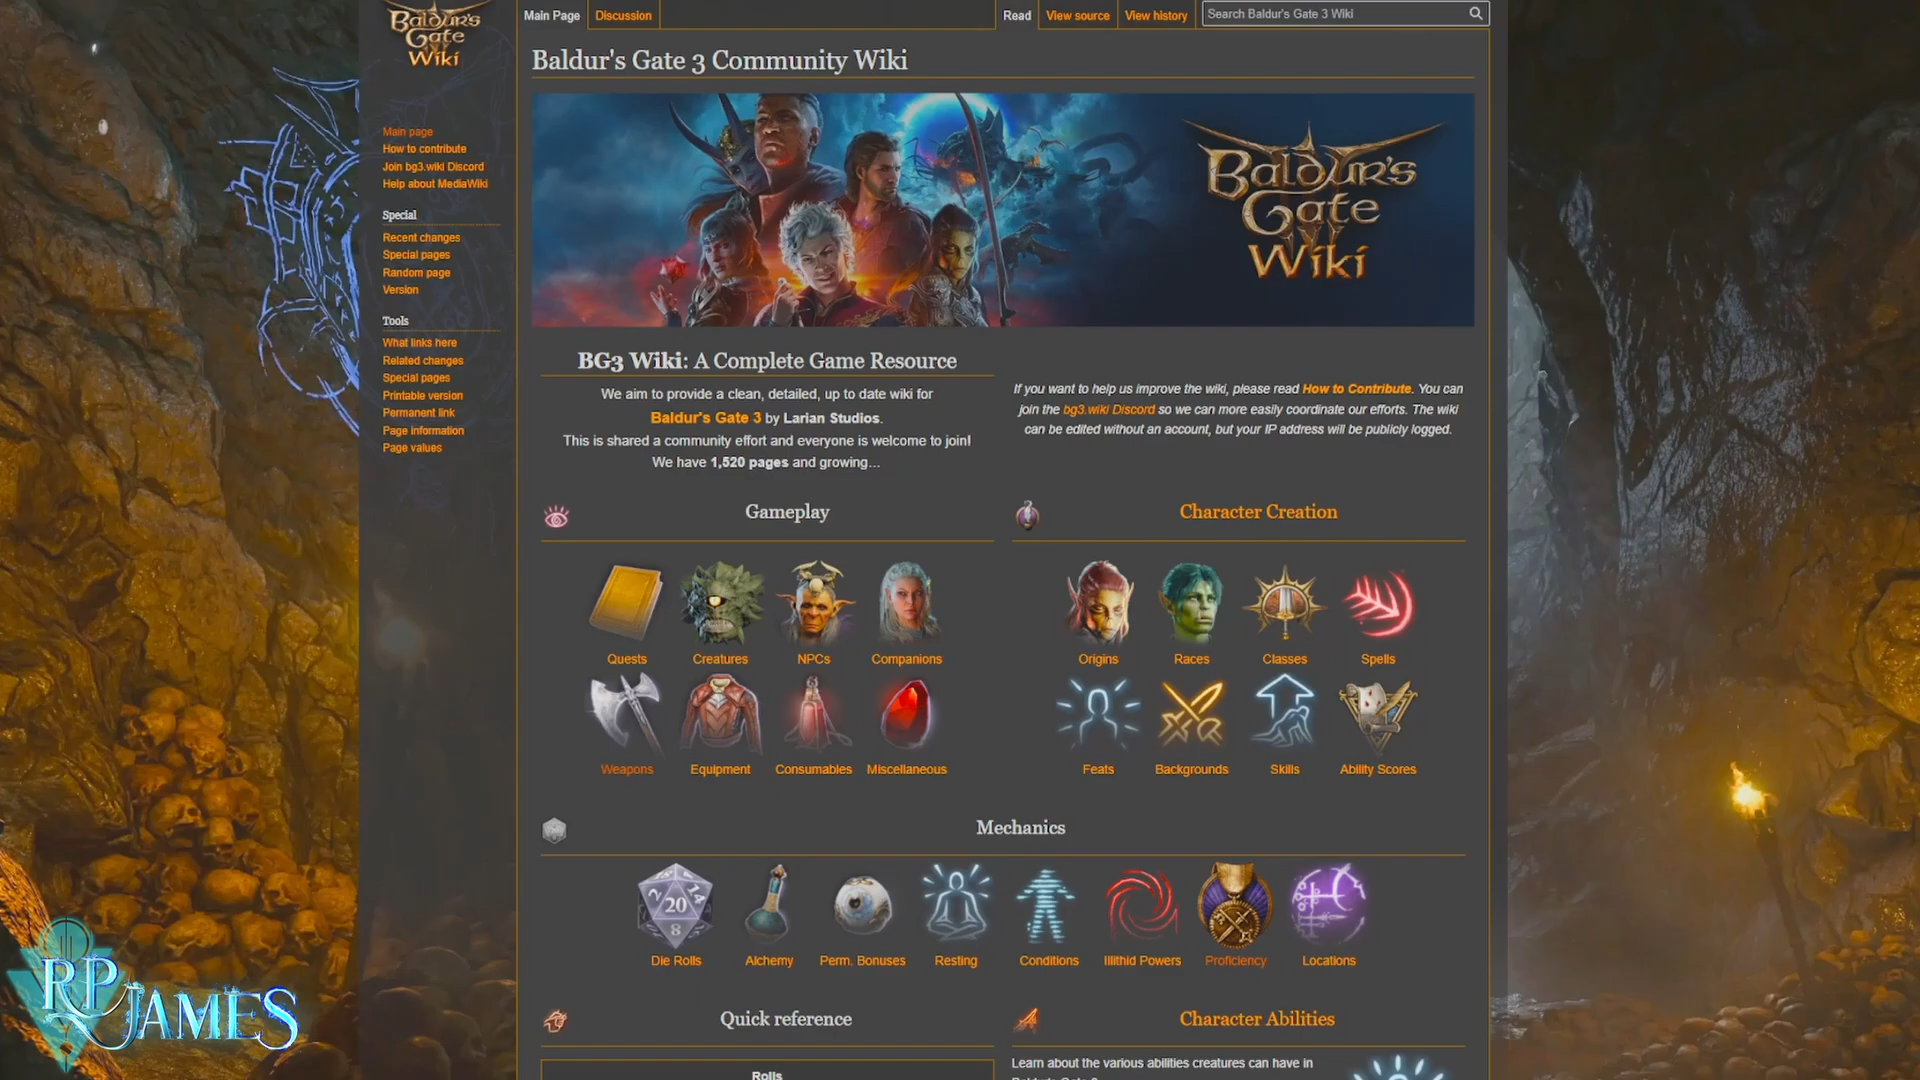 Baldur's
Gate
Wiki
Main Page
Discussion
Read
View source
View history
Search Baldur's Gate 3 Wiki
Baldur's Gate 3 Community Wiki
Main page
How to contribute
Join bg3.wiki Discord
Help about MediaWiki
Special
Recent changes
Special pages
Random page
Version
Tools
What links here
Related changes
Special pages
Printable version
Permanent link
Page information
Page values
Baldur's
Gate
Wiki
BG3 Wiki: A Complete Game Resource
We aim to provide a clean, detailed, up to date wiki for
Baldur's Gate 3 by Larian Studios.
This is shared a community effort and everyone is welcome to join!
We have 1,520 pages and growing…
If you want to help us improve the wiki, please read How to Contribute. You can
join the bg3.wiki Discord so we can more easily coordinate our efforts. The wiki
can be edited without an account, but your IP address will be publicly logged.
Gameplay
Quests
Creatures
NPCs
Companions
Weapons
Equipment
Consumables
Miscellaneous
Character Creation
Origins
Races
Classes
Spells
Feats
Backgrounds
Skills
Ability Scores
Mechanics
2
14
20
8
Die Rolls
Alchemy
Perm. Bonuses
Resting
Conditions
Illithid Powers
Proficiency
Locations
Quick reference
Rolls
Character Abilities
Learn about the various abilities creatures can have in
RP
JAMES